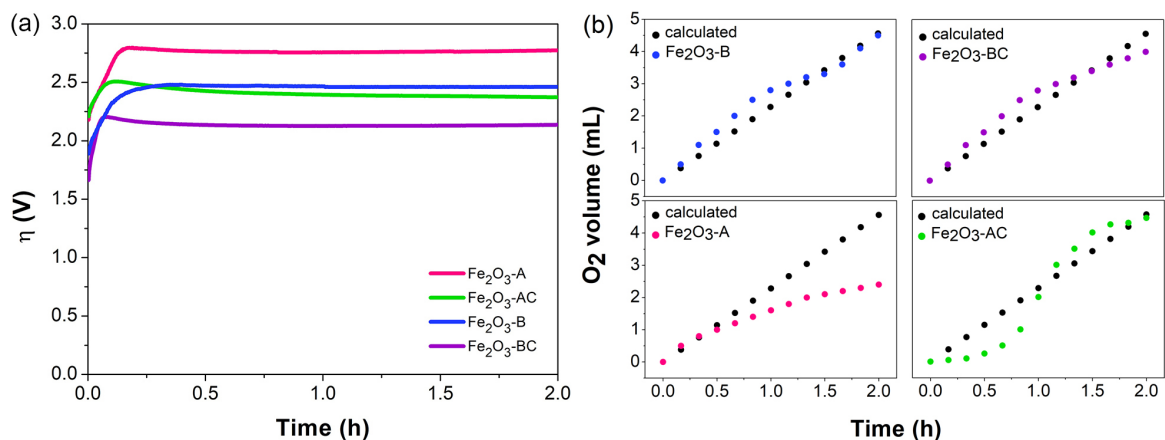 (a)
3.0
2.5
2.0
1.5
1.0
0.5
0.0
η (V)
0.0
0.5
1.0
1.5
2.0
Time (h)
Fe2O3-A
Fe2O3-AC
Fe2O3-B
Fe2O3-BC
(b)
O2 volume (mL)
5
4
3
2
1
0
calculated
Fe2O3-B
calculated
Fe2O3-BC
5
4
3
2
1
0
calculated
Fe2O3-A
calculated
Fe2O3-AC
0.0
0.5
1.0
1.5
2.0
0.0
0.5
1.0
1.5
2.0
Time (h)